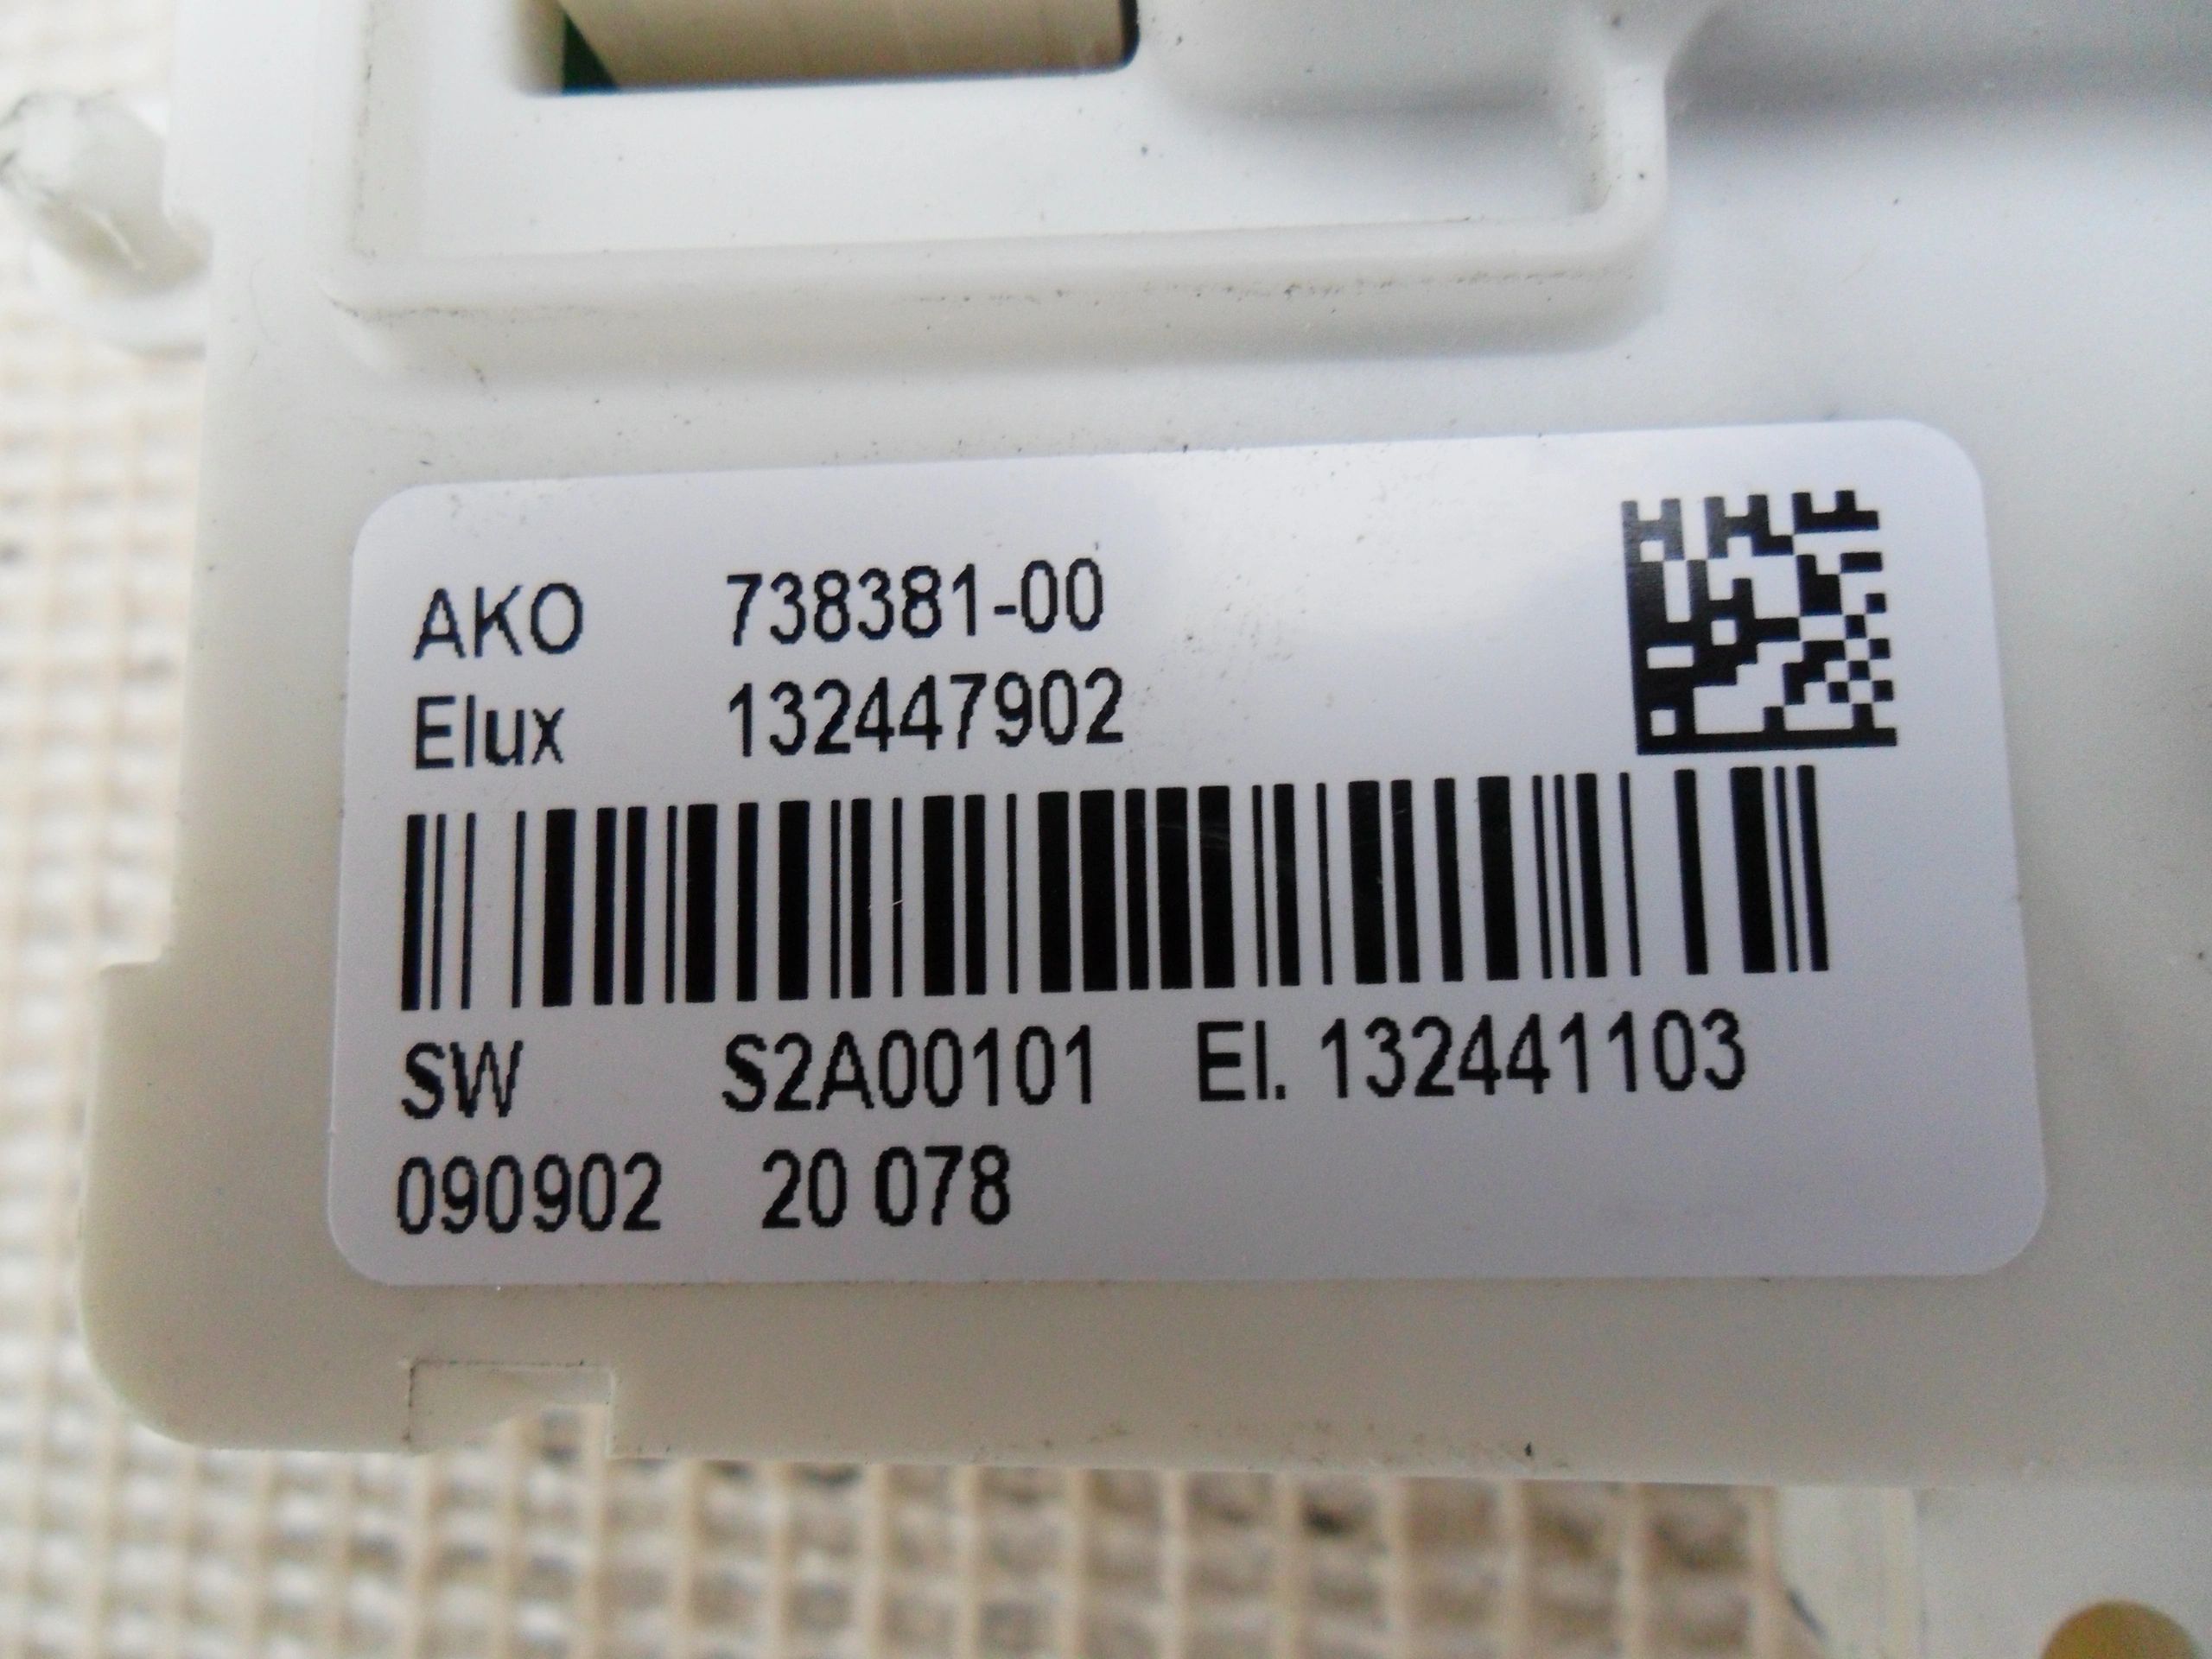 AKO 738381-00
Elux 132447902
SW S2A00101 El. 132441103
090902 20 078